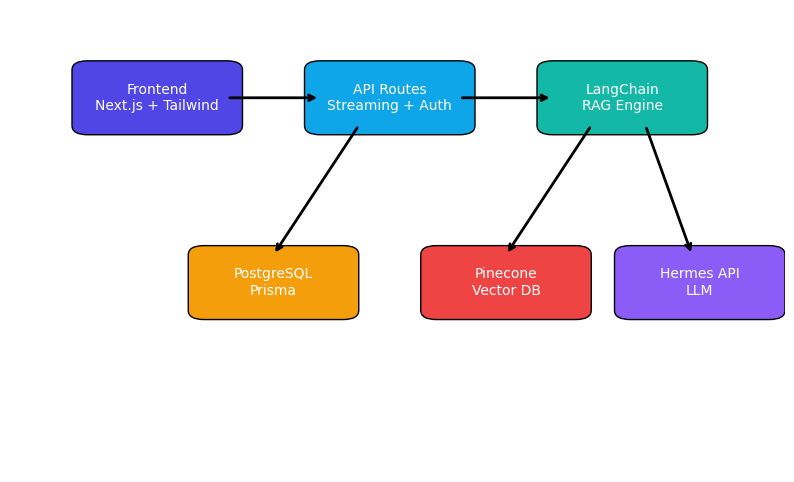 Frontend
Next.js + Tailwind
API Routes
Streaming + Auth
LangChain
RAG Engine
PostgreSQL
Prisma
Pinecone
Vector DB
Hermes API
LLM